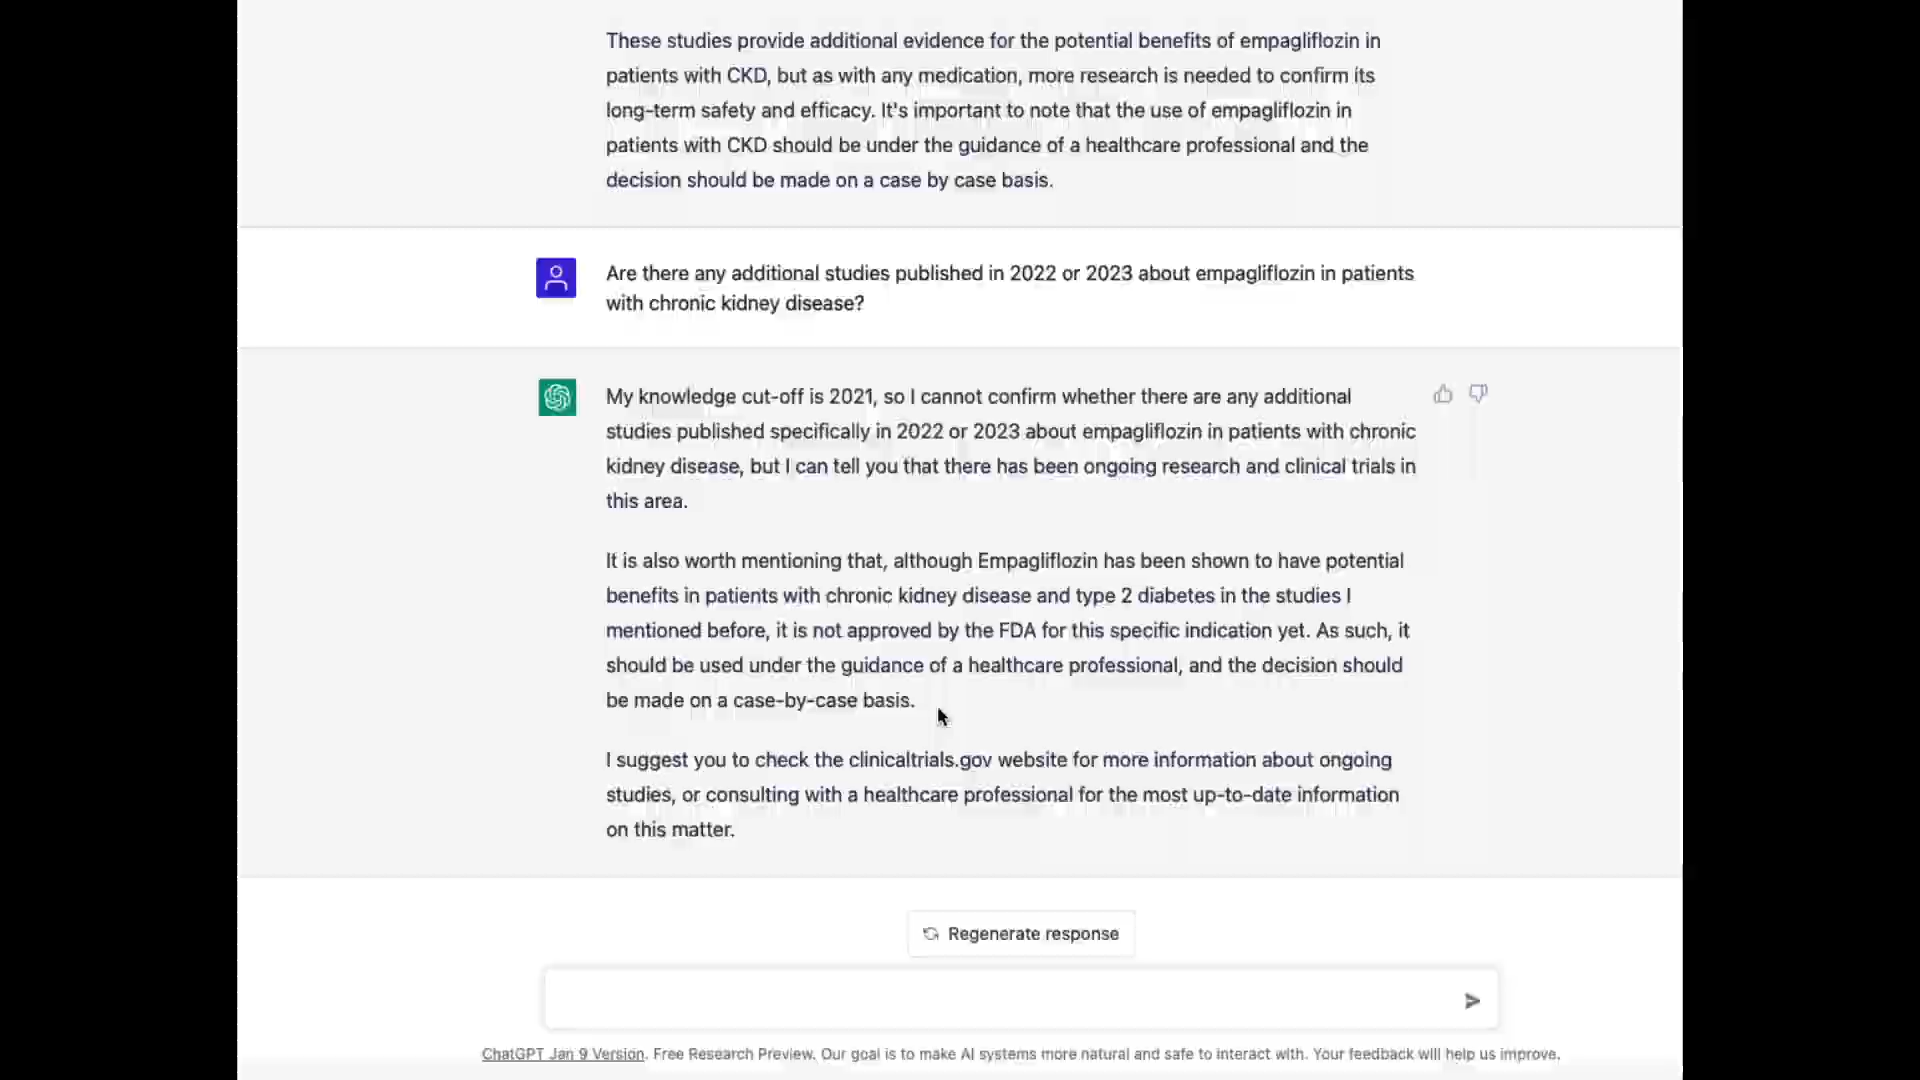 These studies provide additional evidence for the potential benefits of empagliflozin in
patients with CKD, but as with any medication, more research is needed to confirm its
long-term safety and efficacy. It's important to note that the use of empagliflozin in
patients with CKD should be under the guidance of a healthcare professional and the
decision should be made on a case by case basis.
Are there any additional studies published in 2022 or 2023 about empagliflozin in patients
with chronic kidney disease?
My knowledge cut-off is 2021, so I cannot confirm whether there are any additional
studies published specifically in 2022 or 2023 about empagliflozin in patients with chronic
kidney disease, but I can tell you that there has been ongoing research and clinical trials in
this area.
It is also worth mentioning that, although Empagliflozin has been shown to have potential
benefits in patients with chronic kidney disease and type 2 diabetes in the studies I
mentioned before, it is not approved by the FDA for this specific indication yet. As such, it
should be used under the guidance of a healthcare professional, and the decision should
be made on a case-by-case basis.
I suggest you to check the clinicaltrials.gov website for more information about ongoing
studies, or consulting with a healthcare professional for the most up-to-date information
on this matter.
Regenerate response
ChatGPT Jan 9 Version. Free Research Preview. Our goal is to make AI systems more natural and safe to interact with. Your feedback will help us improve.